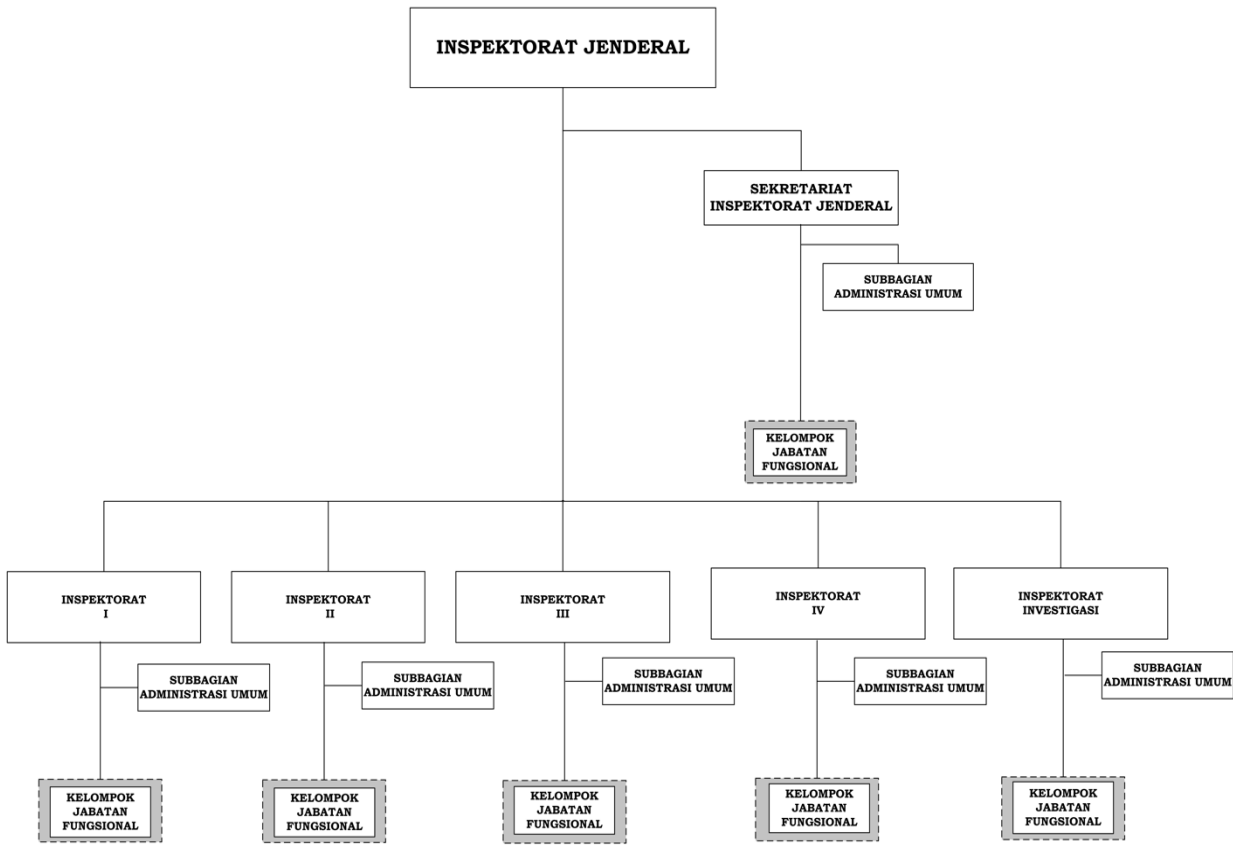 INSPEKTORAT JENDERAL
SEKRETARIAT
INSPEKTORAT JENDERAL
SUBBAGIAN
ADMINISTRASI UMUM
KELOMPOK
JABATAN
FUNGSIONAL
INSPEKTORAT
I
INSPEKTORAT
II
INSPEKTORAT
III
INSPEKTORAT
IV
INSPEKTORAT
INVESTIGASI
SUBBAGIAN
ADMINISTRASI UMUM
SUBBAGIAN
ADMINISTRASI UMUM
SUBBAGIAN
ADMINISTRASI UMUM
SUBBAGIAN
ADMINISTRASI UMUM
SUBBAGIAN
ADMINISTRASI UMUM
KELOMPOK
JABATAN
FUNGSIONAL
KELOMPOK
JABATAN
FUNGSIONAL
KELOMPOK
JABATAN
FUNGSIONAL
KELOMPOK
JABATAN
FUNGSIONAL
KELOMPOK
JABATAN
FUNGSIONAL